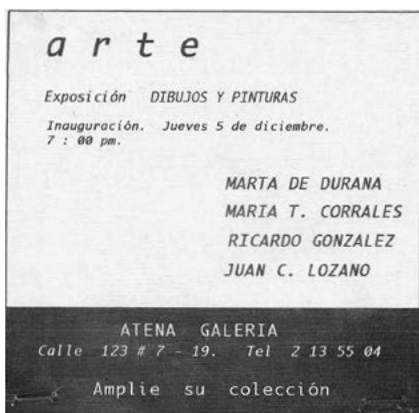 arte
Exposición DIBUJOS Y PINTURAS
Inauguración. Jueves 5 de diciembre.
7 : 00 pm.
MARTA DE DURANA
MARIA T. CORRALES
RICARDO GONZALEZ
JUAN C. LOZANO
ATENA GALERIA
Calle 123 # 7 - 19. Tel 2 13 55 04
Amplie su colección